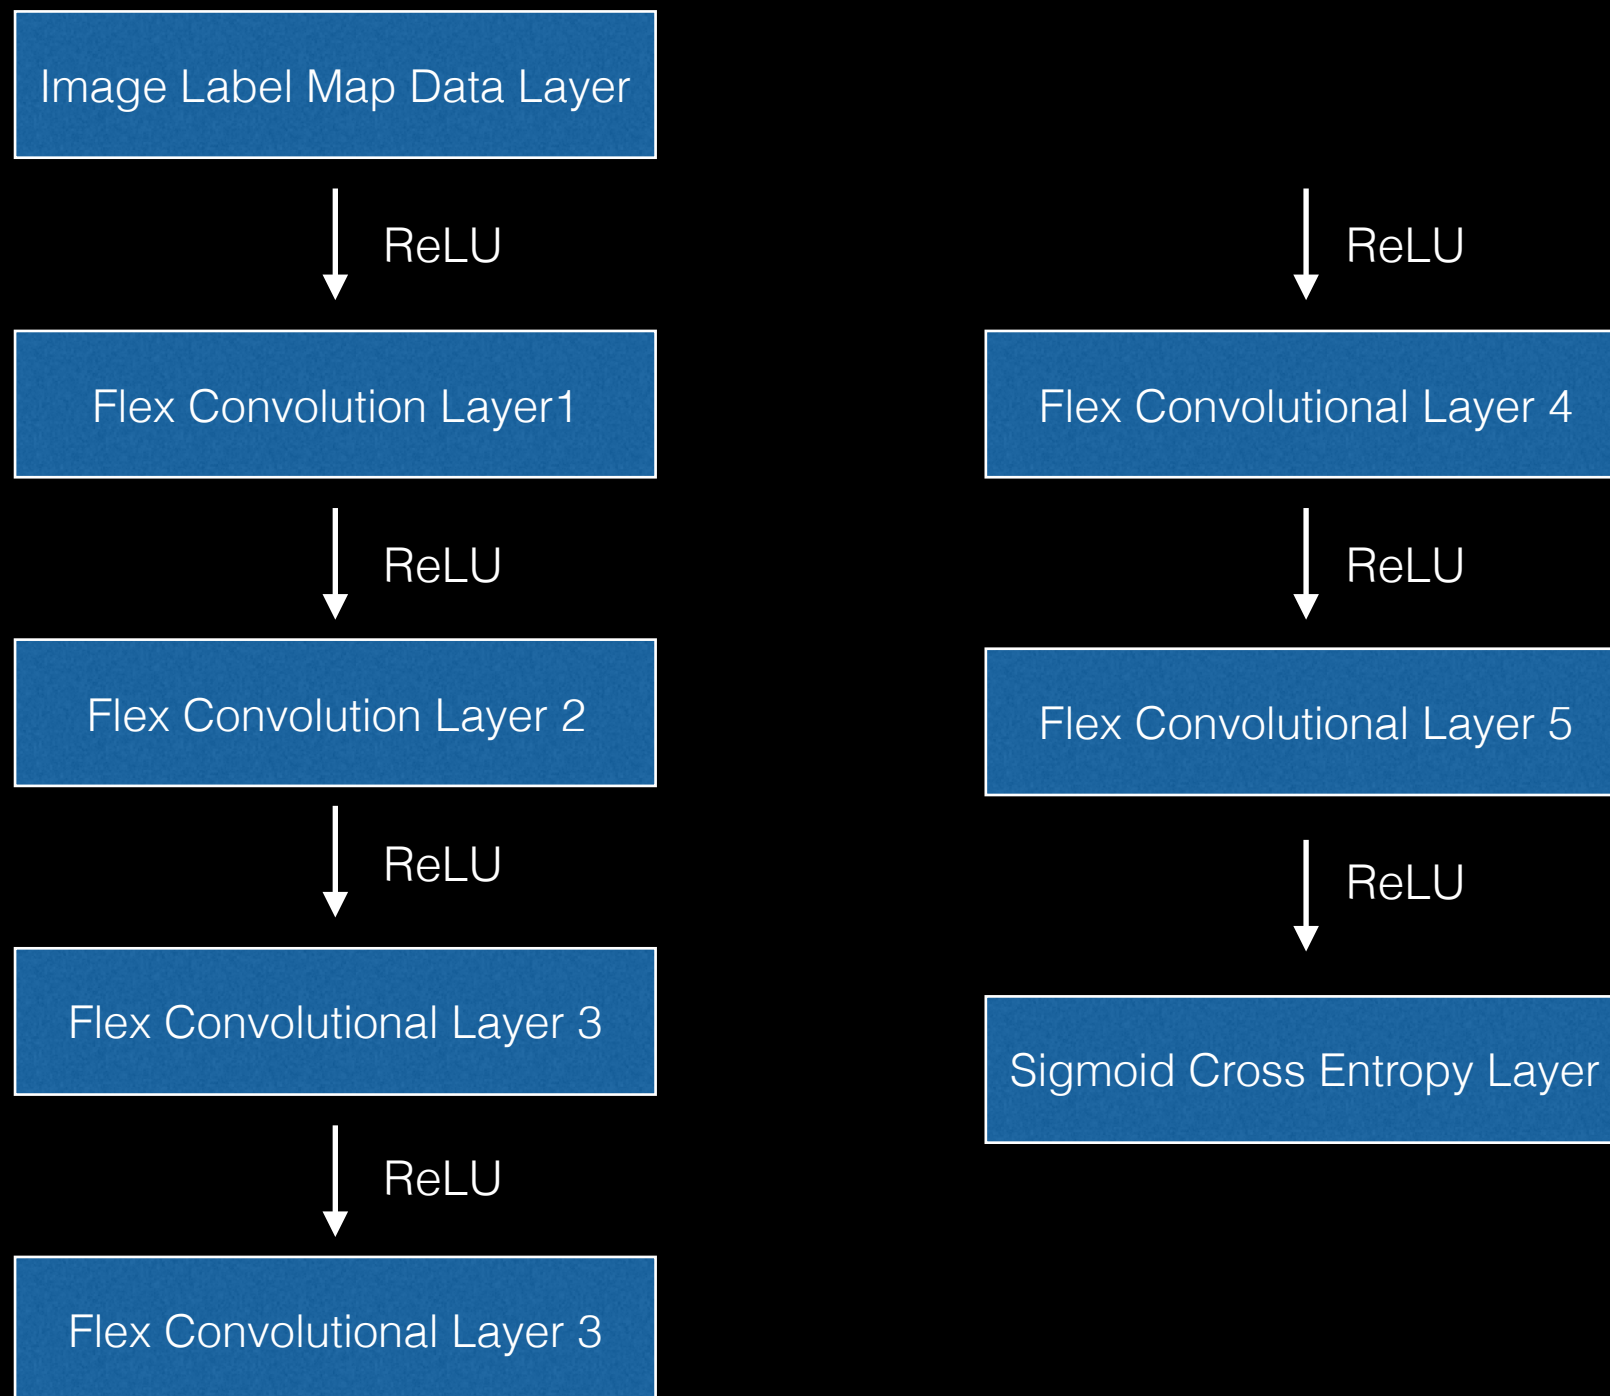 Image Label Map Data Layer
ReLU
Flex Convolution Layer1
ReLU
Flex Convolution Layer 2
ReLU
Flex Convolutional Layer 3
ReLU
Flex Convolutional Layer 3
ReLU
Flex Convolutional Layer 4
ReLU
Flex Convolutional Layer 5
ReLU
Sigmoid Cross Entropy Layer